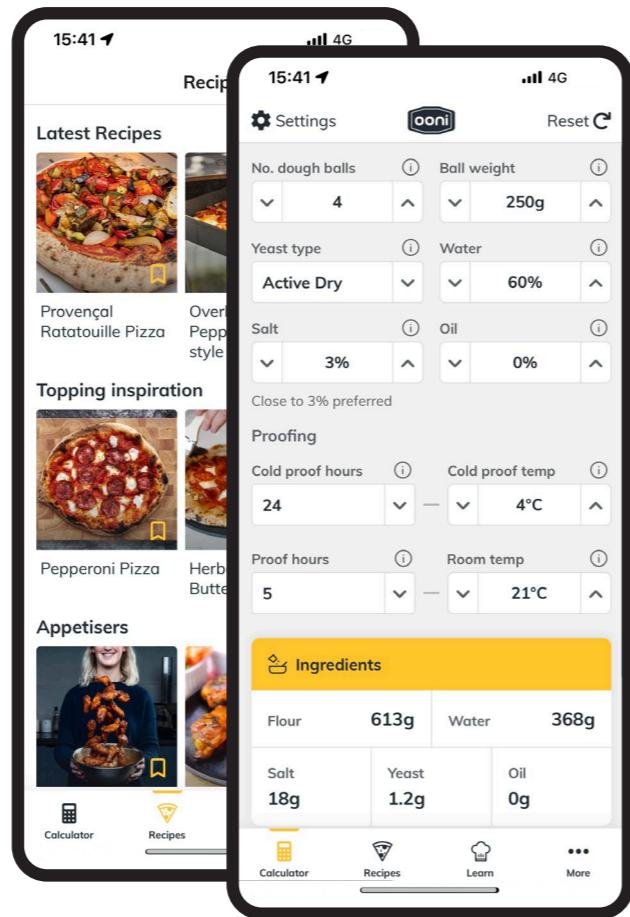 15:41
4G
Recip
Latest Recipes
Provençal
Ratatouille Pizza
Over
Pepp
style
Topping inspiration
Pepperoni Pizza
Herb
Butte
Appetisers
Calculator
Recipes
15:41
4G
Settings
ooni
Reset
No. dough balls
Ball weight
4
250g
Yeast type
Water
Active Dry
60%
Salt
Oil
3%
0%
Close to 3% preferred
Proofing
Cold proof hours
Cold proof temp
24
4°C
Proof hours
Room temp
5
21°C
Ingredients
Flour 613g
Water 368g
Salt
Yeast
Oil
18g
1.2g
0g
Calculator
Recipes
Learn
More